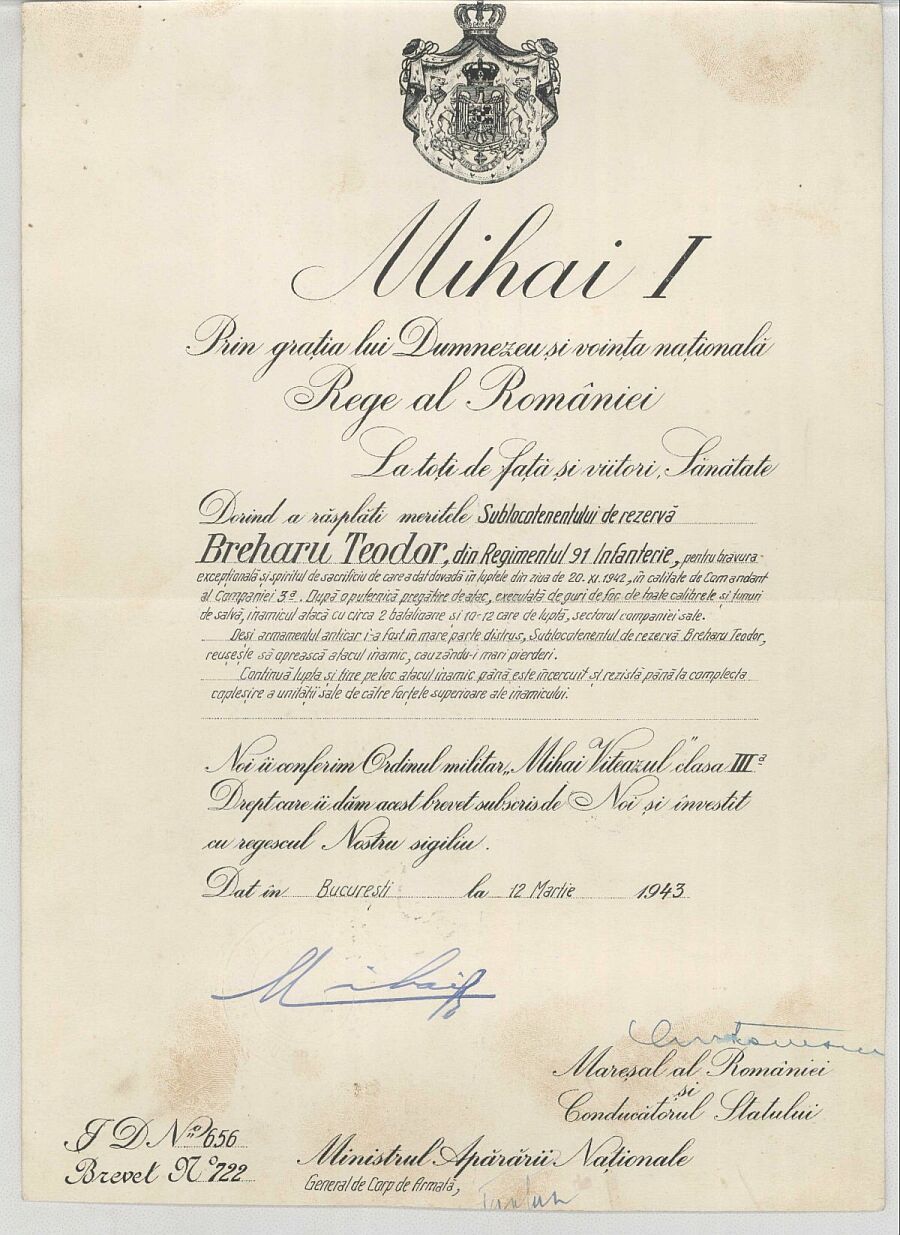 Mihai I
Prin grația lui Dumnezeu și voința națională
Rege al României
La toți de față și viitori, Sănătate
Dorind a răsplăti meritele Sublocotenentului de rezervă
Breharu Teodor, din Regimentul 91 Infanterie, pentru bravura
excepțională și spiritul de sacrificiu de care a dat dovadă în luptele din ziua de 20. XI. 1942, în calitate de Comandant
al Companiei 3ª. După o puternică pregătire de atac, executată de guri de foc de toate calibrele și tunuri
de salvă, inamicul atacă cu circa 2 batalioane și 10-12 care de luptă, sectorul companiei sale.
Deși armamentul anticar i-a fost în mare parte distrus, Sublocotenentul de rezervă Breharu Teodor,
reușește să oprească atacul inamic, cauzându-i mari pierderi.
Continuă lupta și ține pe loc atacul inamic până este încercuit și rezistă până la complecta
copleșire a unității sale de către forțele superioare ale inamicului.
Noi îi conferim Ordinul militar „Mihai Viteazul” clasa IIIª
Drept care îi dăm acest brevet subscris de Noi și învestit
cu regescul Nostru sigiliu.
Dat în București la 12 Martie 1943
Mihai R
Mareșal al României
și
Conducătorul Statului
I D Nº 656
Brevet Nº 722
Ministrul Apărării Naționale
General de Corp de Armată,